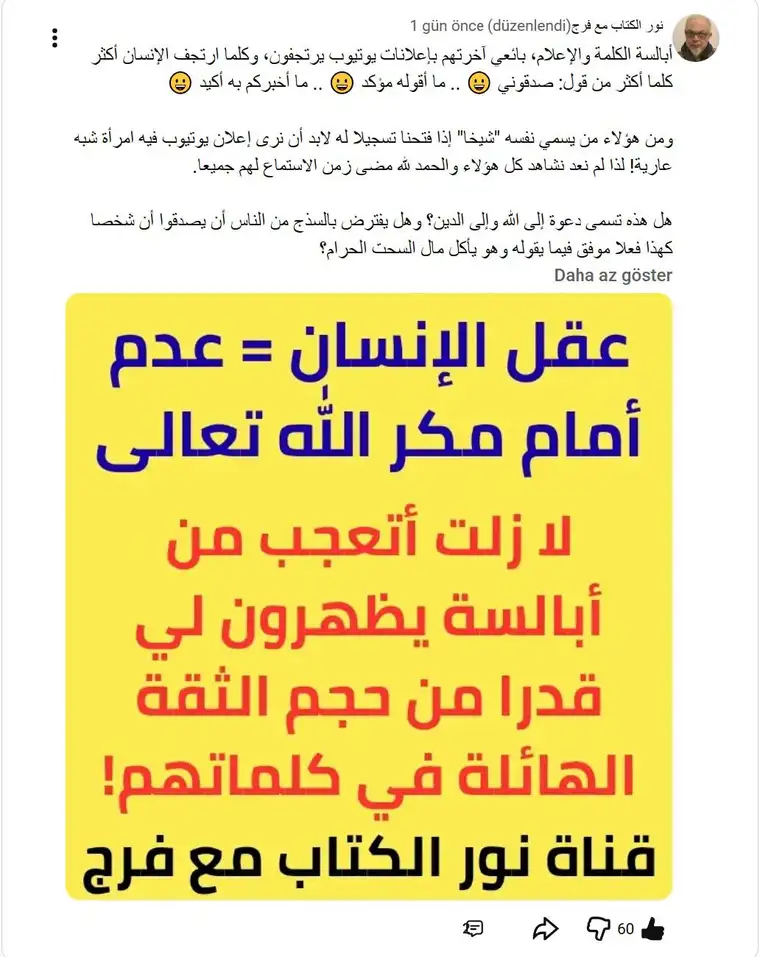 نور الكتاب مع فرج 1 gün önce (düzenlendi)
أبالسة الكلمة والإعلام، بائعي آخرتهم بإعلانات يوتيوب يرتجفون، وكلما ارتجف الإنسان أكثر
كلما أكثر من قول: صدقوني 😀 .. ما أقوله مؤكد 😀 .. ما أخبركم به أكيد 😀
ومن هؤلاء من يسمي نفسه "شيخا" إذا فتحنا تسجيلا له لابد أن نرى إعلان يوتيوب فيه امرأة شبه
عارية! لذا لم نعد نشاهد كل هؤلاء والحمد لله مضى زمن الاستماع لهم جميعا.
هل هذه تسمى دعوة إلى الله وإلى الدين؟ وهل يفترض بالسذج من الناس أن يصدقوا أن شخصا
كهذا فعلا موفق فيما يقوله وهو يأكل مال السحت الحرام؟
Daha az göster
عقل الإنسان = عدم
أمام مكر الله تعالى
لا زلت أتعجب من
أبالسة يظهرون لي
قدرا من حجم الثقة
الهائلة في كلماتهم!
قناة نور الكتاب مع فرج
60